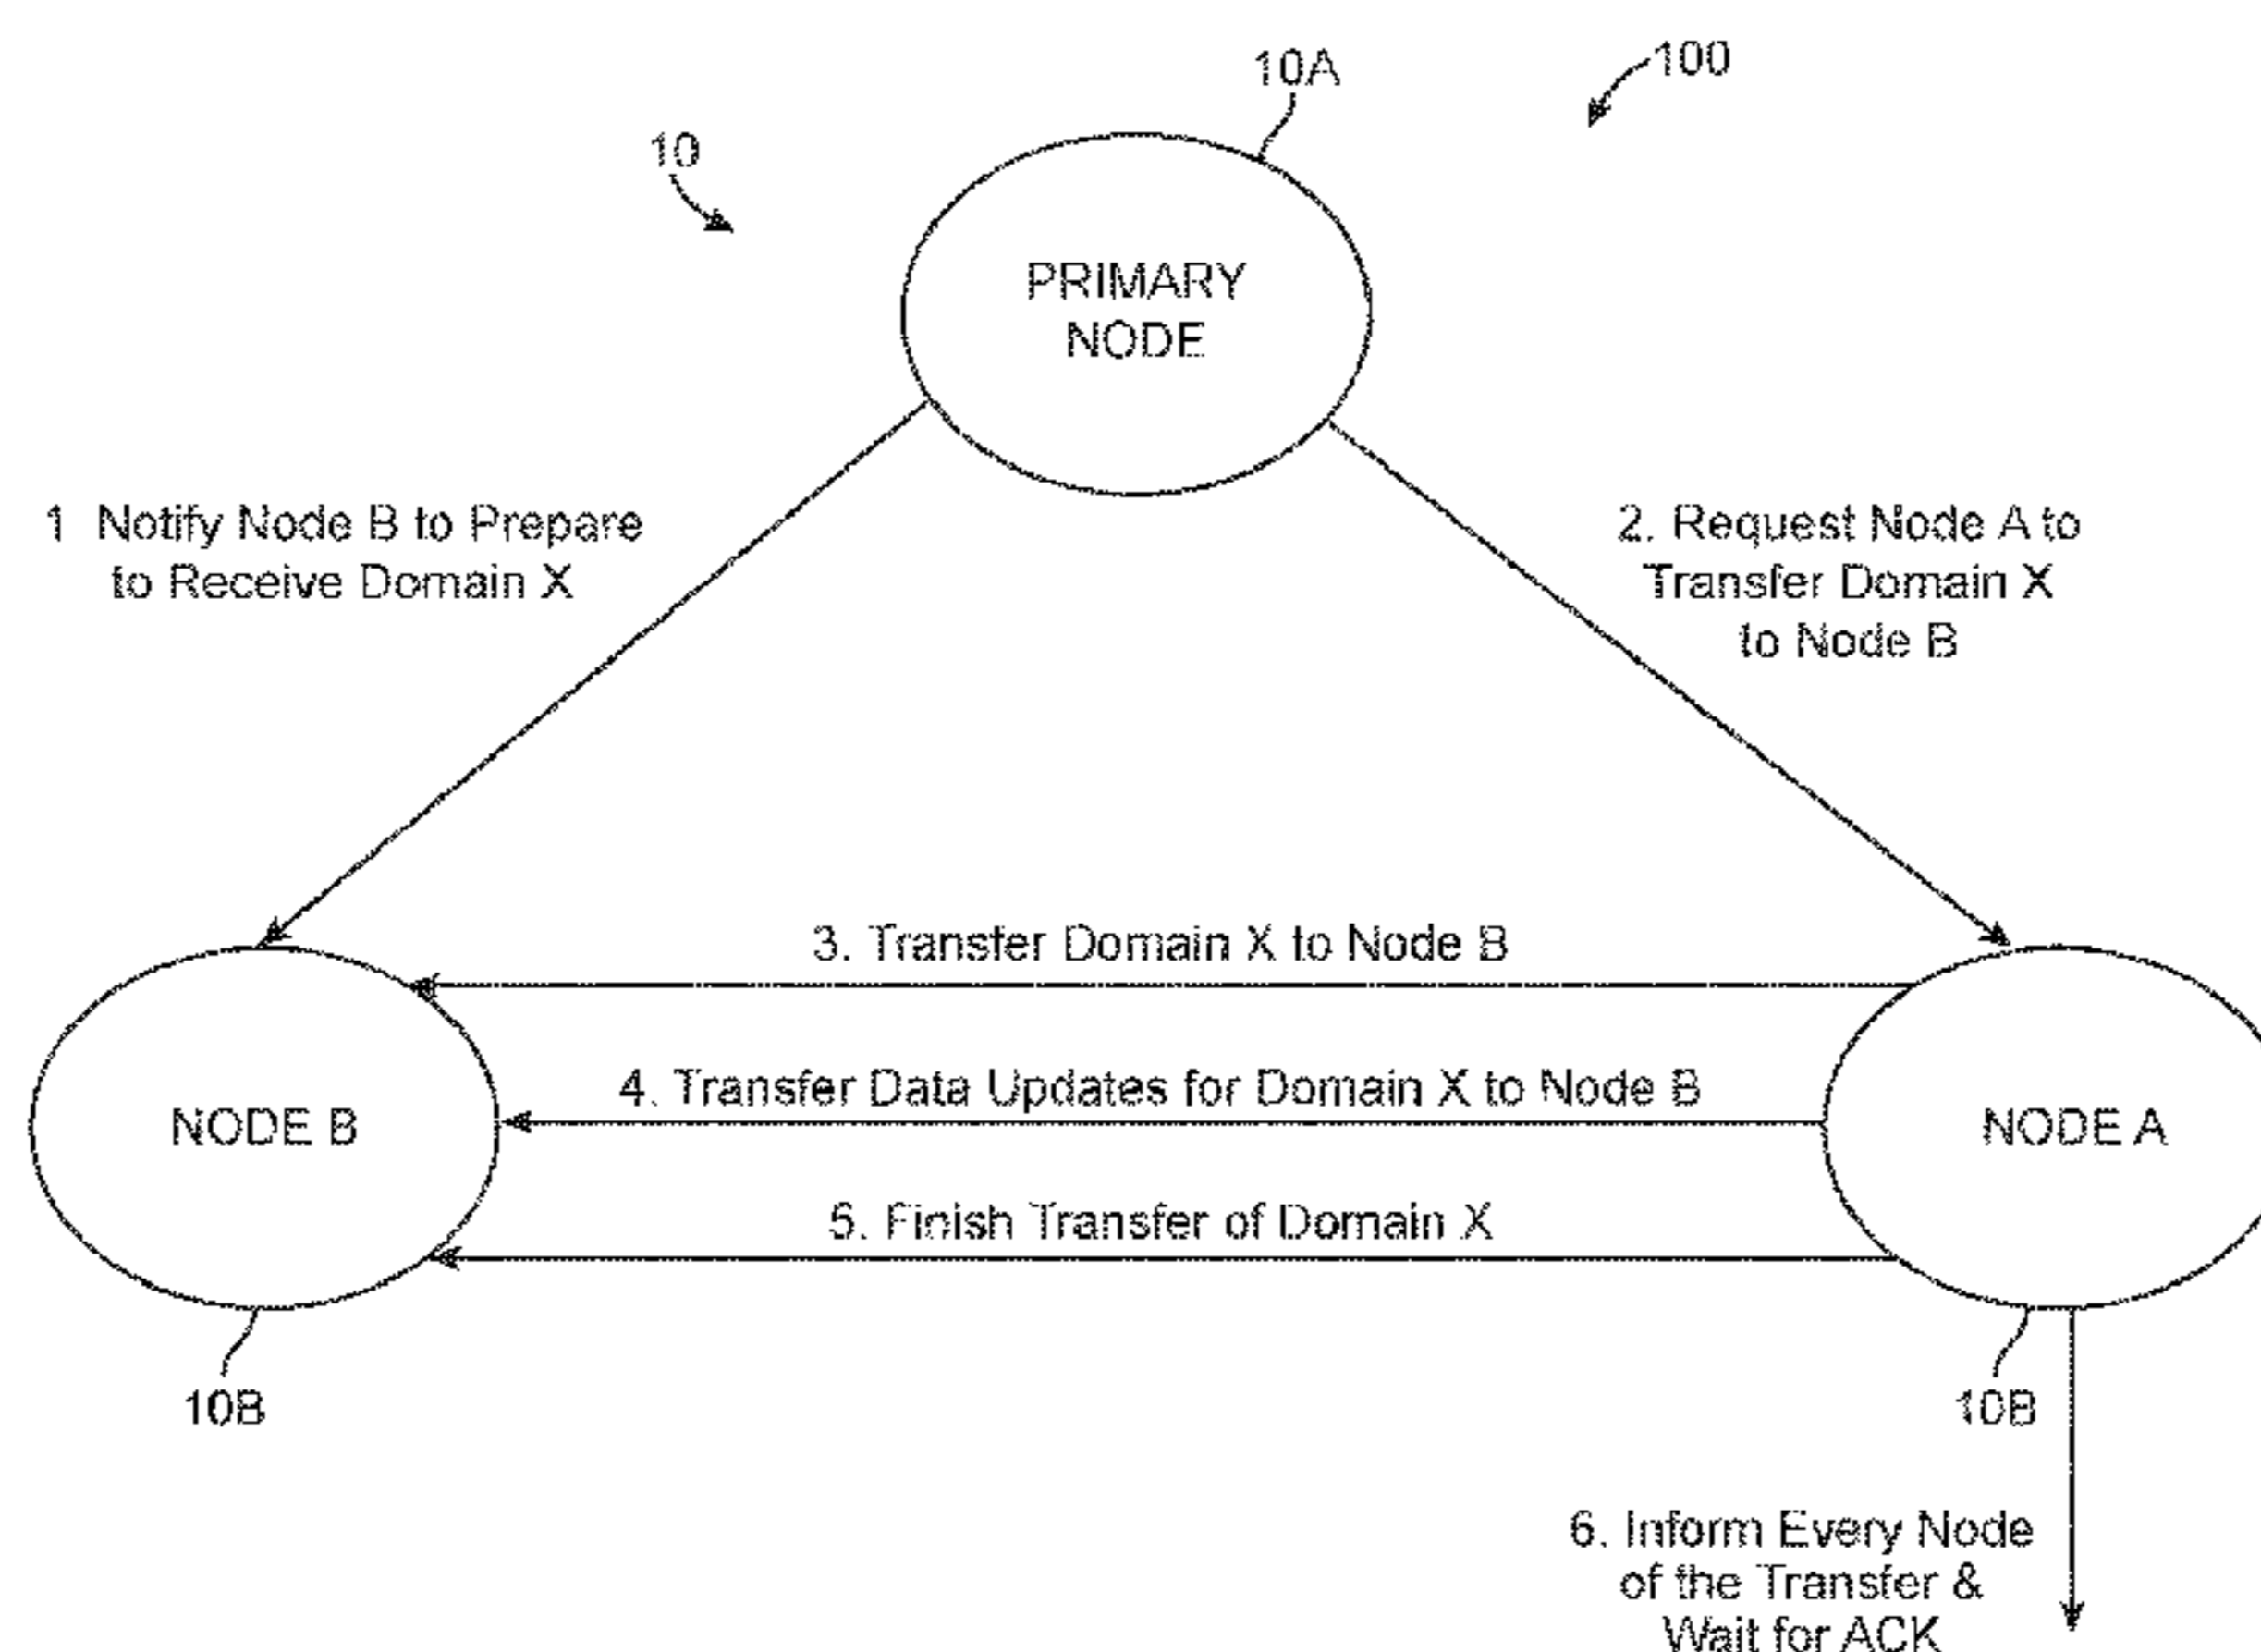 10A
100
10
PRIMARY
NODE
1 Notify Node B to Prepare
to Receive Domain X
2. Request Node A to
Transfer Domain X
to Node B
3. Transfer Domain X to Node B
4. Transfer Data Updates for Domain X to Node B
NODE B
NODE A
5. Finish Transfer of Domain X
10B
10B
6. Inform Every Node
of the Transfer &
Wait for ACK